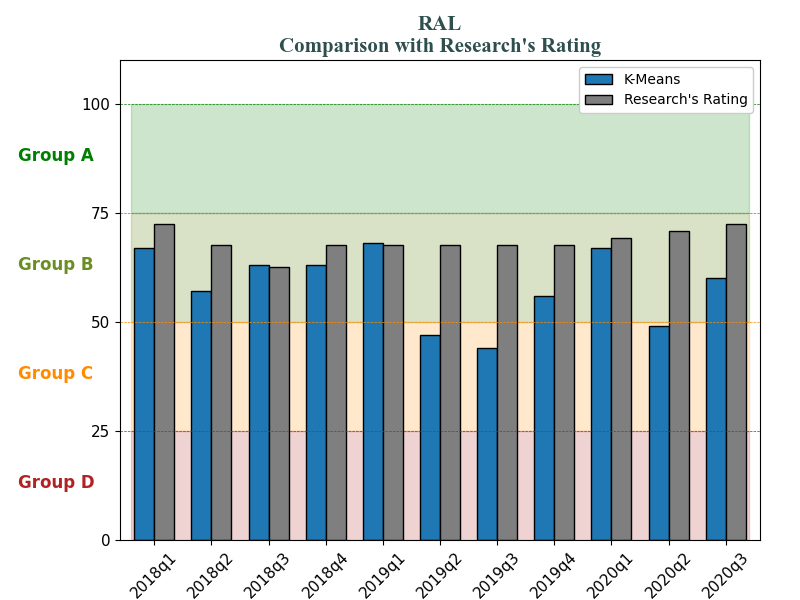 RAL
Comparison with Research's Rating
K-Means
Research's Rating
100
Group A
75
Group B
50
Group C
25
Group D
0
2018q1 2018q2 2018q3 2018q4 2019q1 2019q2 2019q3 2019q4 2020q1 2020q2 2020q3